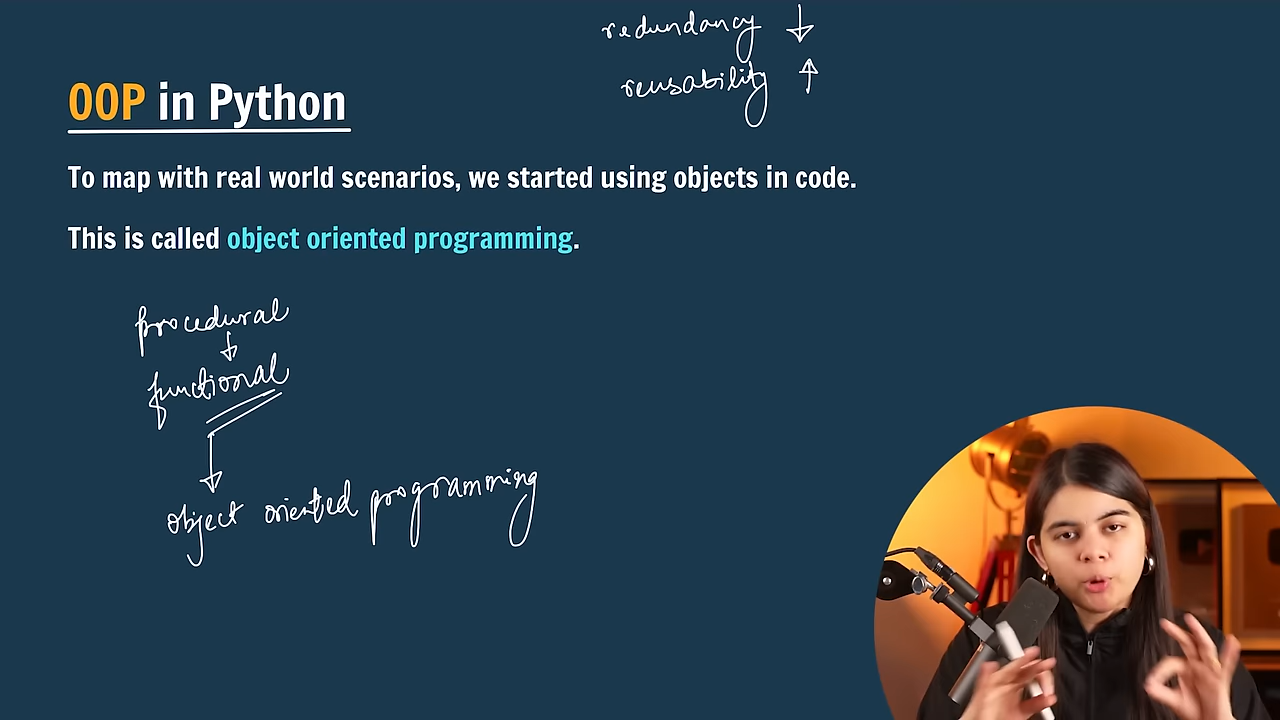 redundancy ↓
reusability ↑
OOP in Python
To map with real world scenarios, we started using objects in code.
This is called object oriented programming.
procedural
↓
functional
↓
object oriented programming